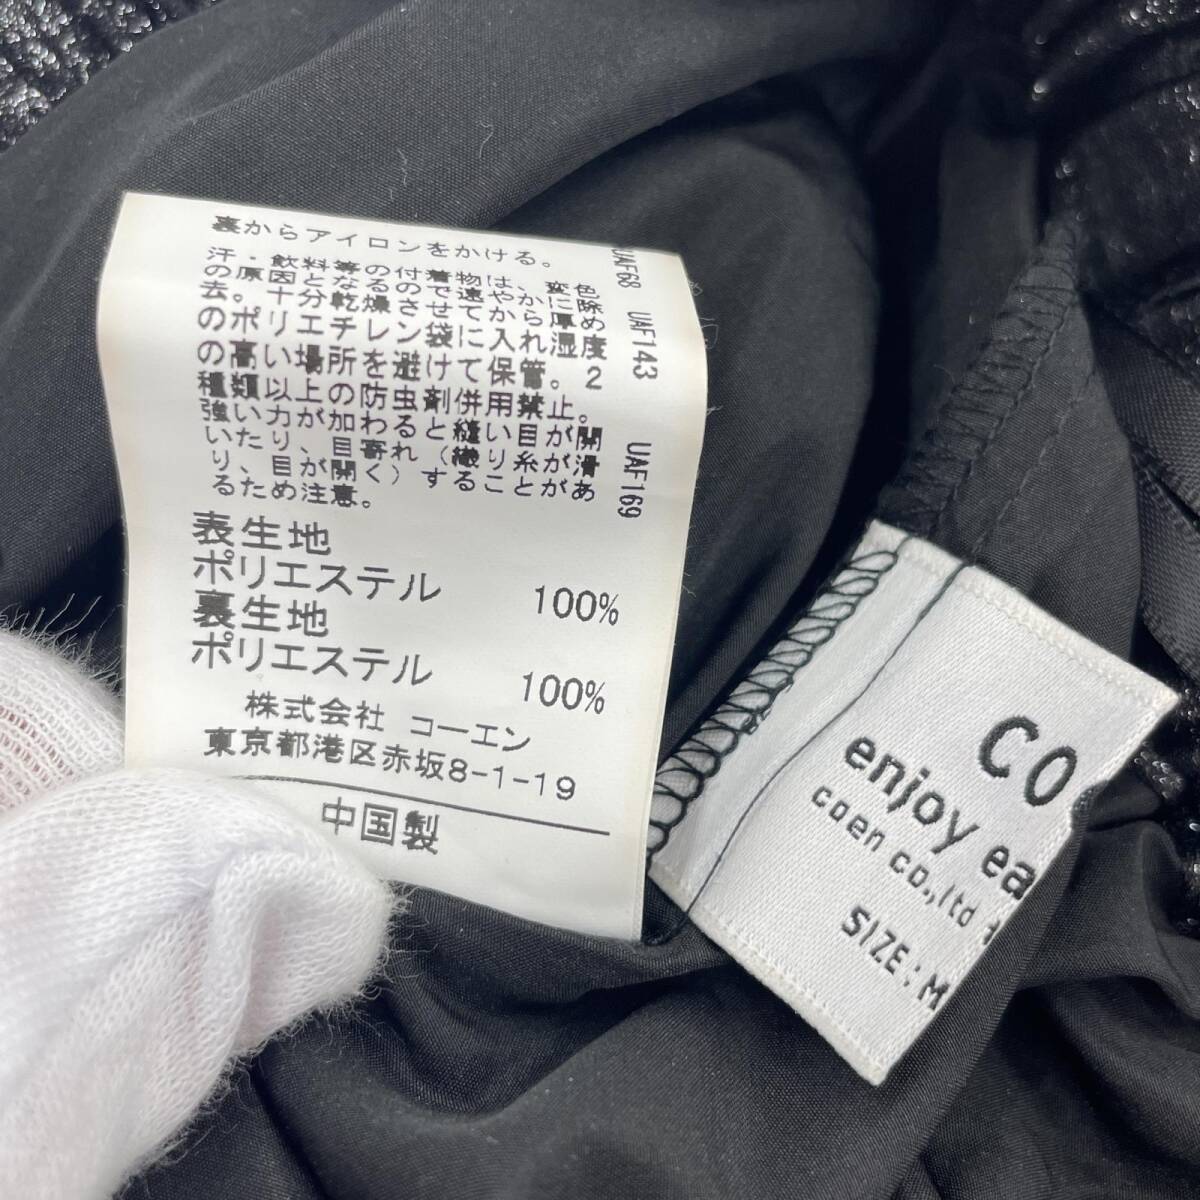 裏からアイロンをかける。
汗・飲料等の付着物は、変色
の原因となるので速やかに除
去。十分乾燥させてから厚め
のポリエチレン袋に入れ湿度
の高い場所を避けて保管。2
種類以上の防虫剤併用禁止。
強い力が加わると縫い目が開
いたり、目寄れ(織り糸が滑
り、目が開く)することがあ
るため注意。
UAF68 UAF143 UAF169
表生地
ポリエステル 100%
裏生地
ポリエステル 100%
株式会社 コーエン
東京都港区赤坂8-1-19
中国製
co
enjoy ea
coen co.,ltd
SIZE:M